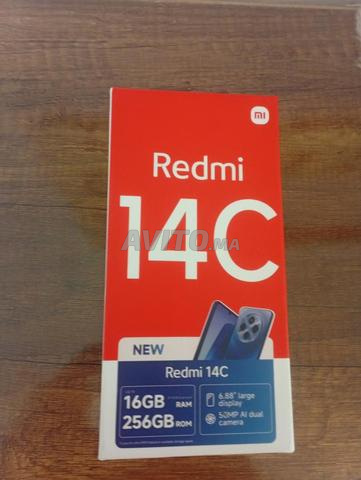 mi
Redmi
14C
AVITO.ma
NEW
Redmi 14C
16GB RAM
256GB ROM
6.88" large
display
50MP AI dual
camera